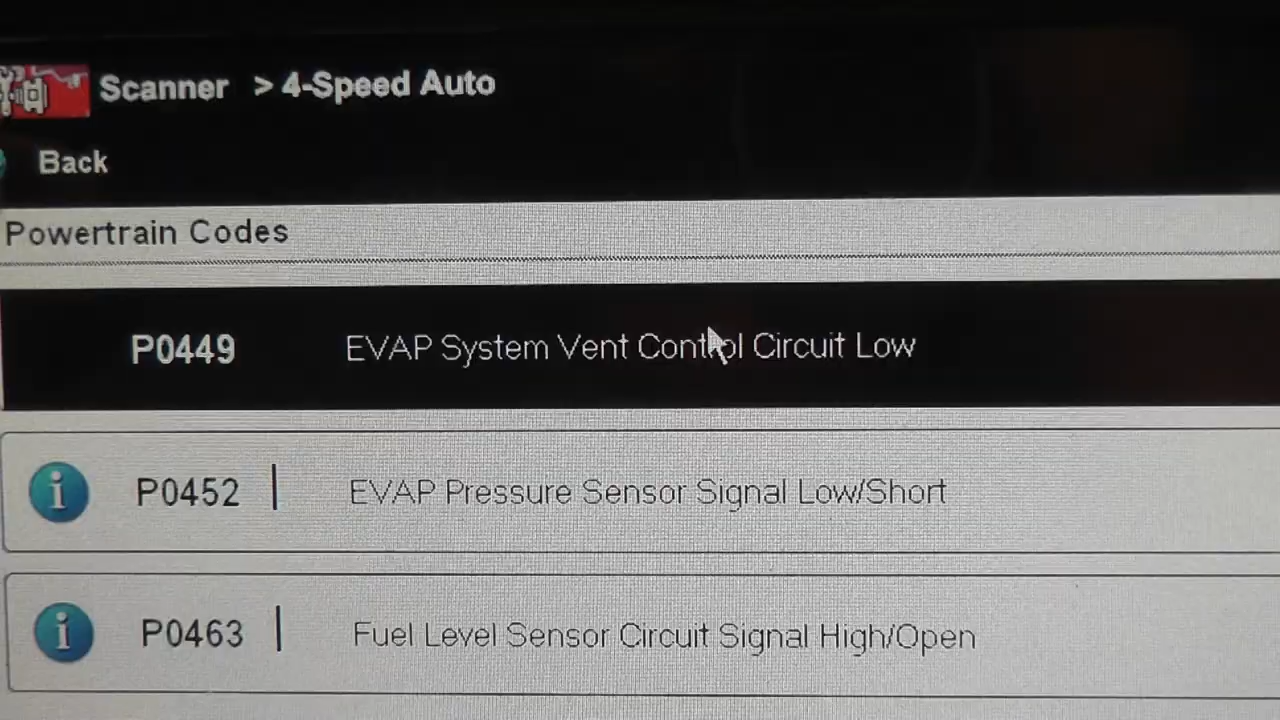 Scanner > 4-Speed Auto
Back
Powertrain Codes
P0449 EVAP System Vent Control Circuit Low
P0452 EVAP Pressure Sensor Signal Low/Short
P0463 Fuel Level Sensor Circuit Signal High/Open